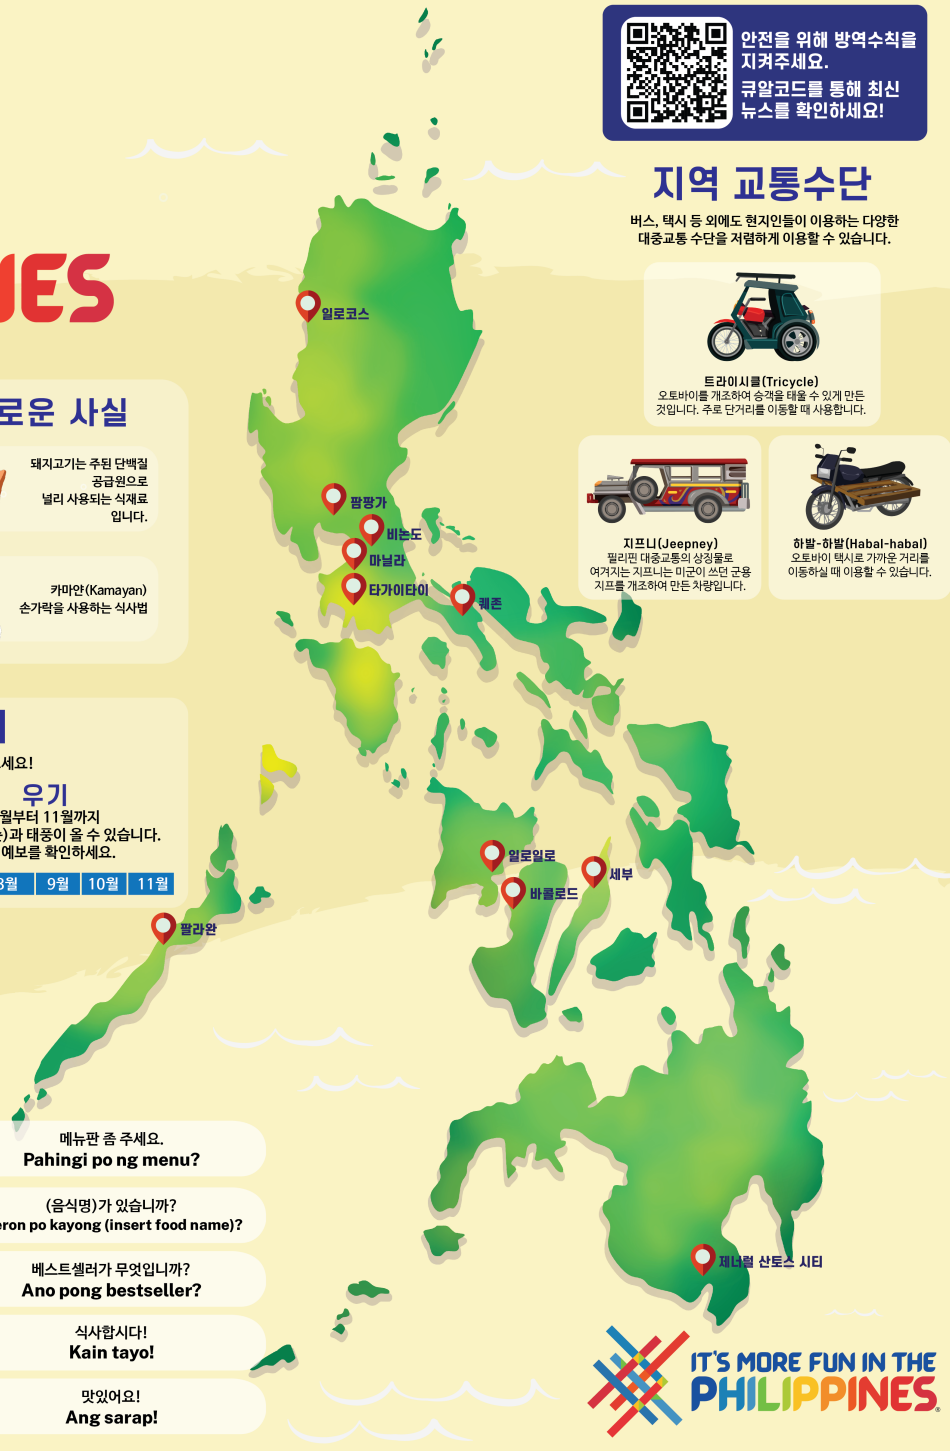 안전을 위해 방역수칙을
지켜주세요.
큐알코드를 통해 최신
뉴스를 확인하세요!
지역 교통수단
버스, 택시 등 외에도 현지인들이 이용하는 다양한
대중교통 수단을 저렴하게 이용할 수 있습니다.
트라이시클(Tricycle)
오토바이를 개조하여 승객을 태울 수 있게 만든
것입니다. 주로 단거리를 이동할 때 사용합니다.
지프니(Jeepney)
필리핀 대중교통의 상징물로
여겨지는 지프니는 미군이 쓰던 군용
지프를 개조하여 만든 차량입니다.
하발-하발(Habal-habal)
오토바이 택시로 가까운 거리를
이동하실 때 이용할 수 있습니다.
NES
로운 사실
돼지고기는 주된 단백질
공급원으로
널리 사용되는 식재료
입니다.
카마얀(Kamayan)
손가락을 사용하는 식사법
세요!
우기
월부터 11월까지
)과 태풍이 올 수 있습니다.
예보를 확인하세요.
8월 9월 10월 11월
일로코스
팜팡가
비논도
마닐라
타가이타이
퀘존
일로일로
세부
바콜로드
팔라완
제너럴 산토스 시티
메뉴판 좀 주세요.
Pahingi po ng menu?
(음식명)가 있습니까?
eron po kayong (insert food name)?
베스트셀러가 무엇입니까?
Ano pong bestseller?
식사합시다!
Kain tayo!
맛있어요!
Ang sarap!
IT'S MORE FUN IN THE
PHILIPPINES